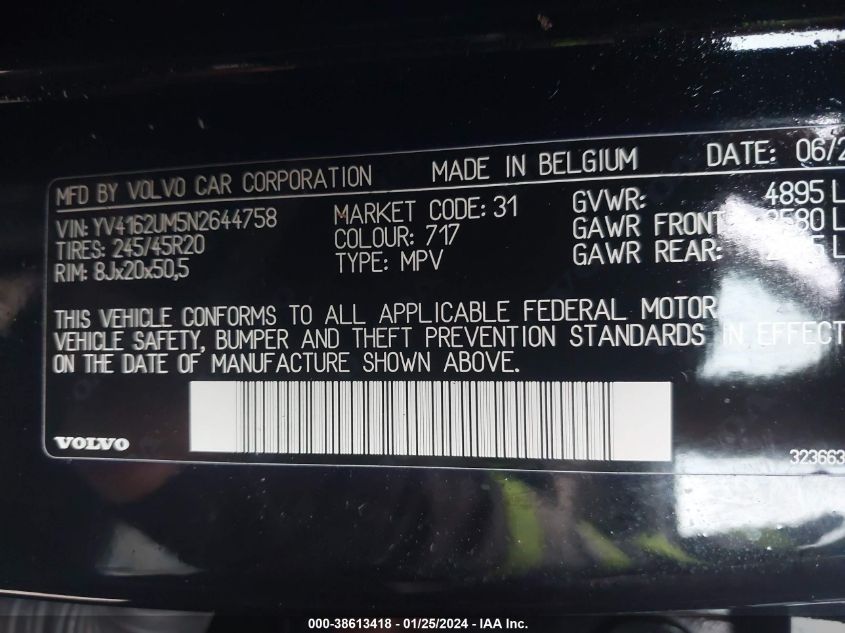 MFD BY VOLVO CAR CORPORATION MADE IN BELGIUM DATE: 06/2
VIN: YV4162UM5N2644758 MARKET CODE: 31 GVWR: 4895 L
TIRES: 245/45R20 COLOUR: 717 GAWR FRONT: 2580 L
RIM: 8Jx20x50,5 TYPE: MPV GAWR REAR:
THIS VEHICLE CONFORMS TO ALL APPLICABLE FEDERAL MOTOR
VEHICLE SAFETY, BUMPER AND THEFT PREVENTION STANDARDS IN EFFECT
ON THE DATE OF MANUFACTURE SHOWN ABOVE.
VOLVO
323663
000-38613418 - 01/25/2024 - IAA Inc.